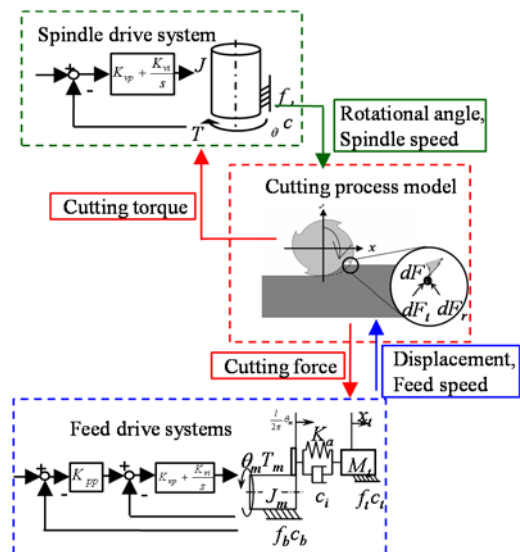 Spindle drive system
+
-
K_vp + K_vi/s
J
f_s
T
θ c
Rotational angle,
Spindle speed
Cutting torque
Cutting process model
x
dF
dF_t dF_r
Cutting force
Displacement,
Feed speed
Feed drive systems
l/2π θ_m
x_t
K_a
+
-
K_pp
+
-
K_vp + K_vi/s
θ_m T_m
J_m
c_i
M_t
f_t c_t
f_b c_b